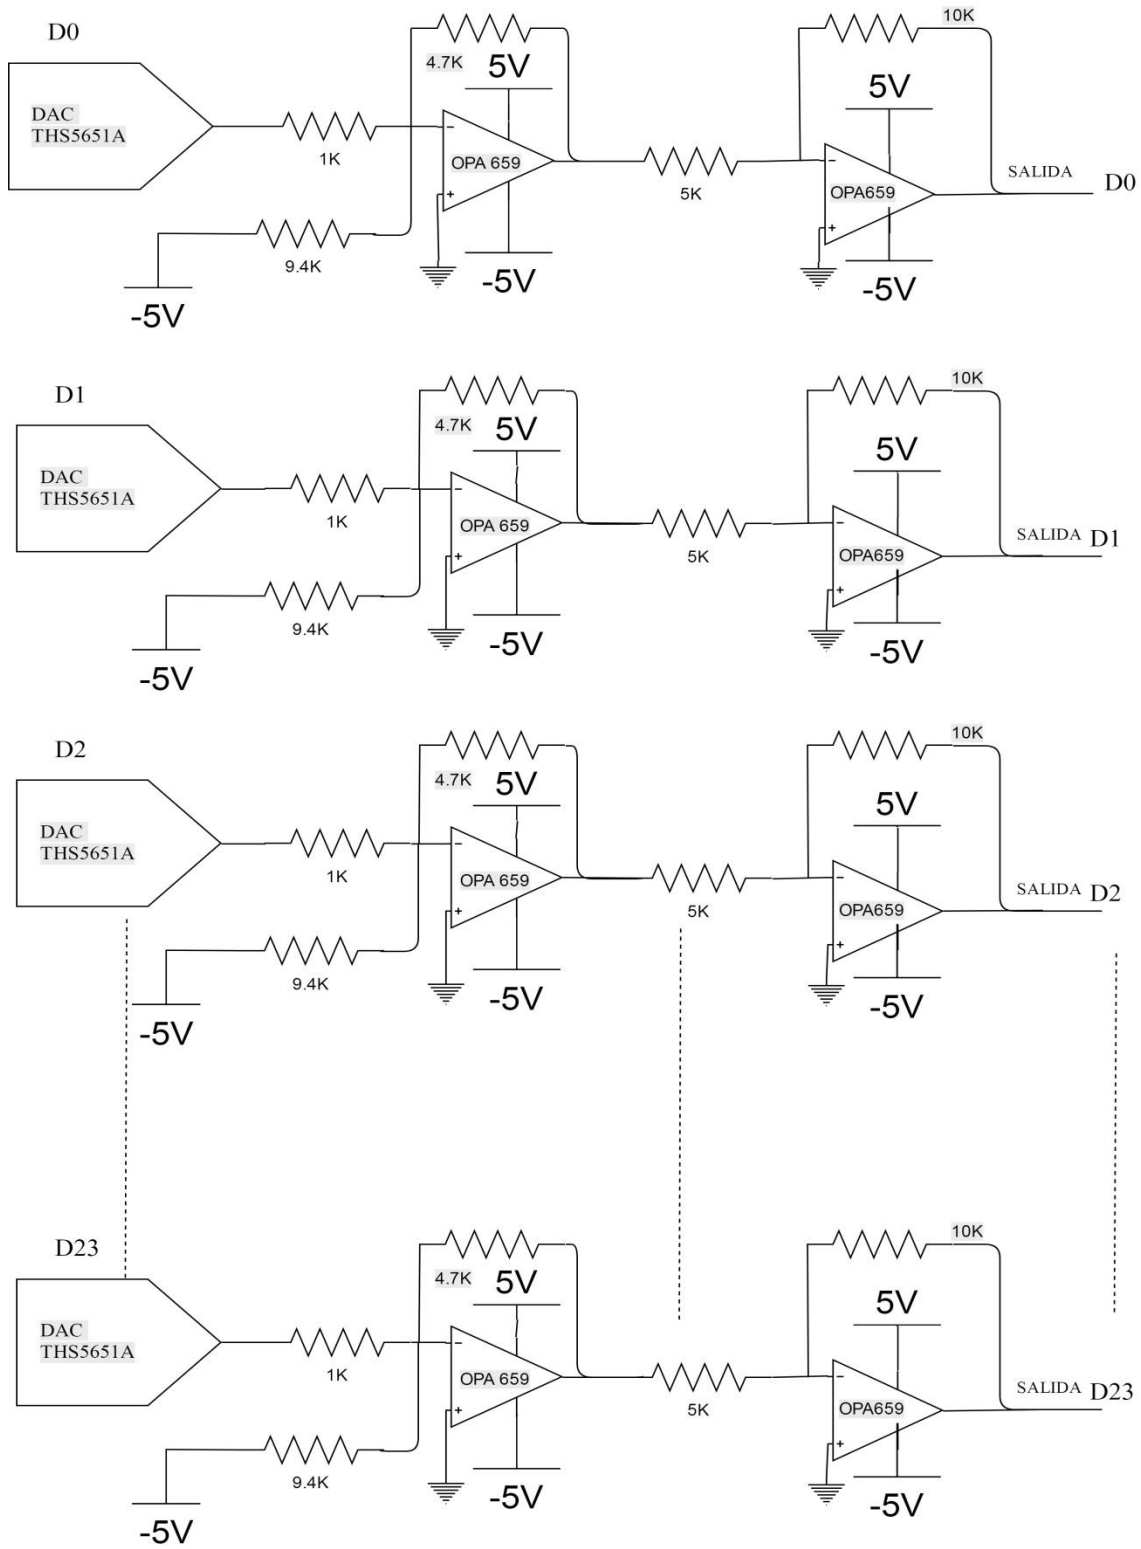 D0
10K
4.7K
5V
5V
DAC
THS5651A
1K
OPA 659
5K
OPA659
SALIDA
D0
9.4K
-5V
-5V
-5V
D1
10K
4.7K
5V
5V
DAC
THS5651A
1K
OPA 659
5K
OPA659
SALIDA
D1
9.4K
-5V
-5V
-5V
D2
10K
4.7K
5V
5V
DAC
THS5651A
1K
OPA 659
5K
OPA659
SALIDA
D2
9.4K
-5V
-5V
-5V
D23
10K
4.7K
5V
5V
DAC
THS5651A
1K
OPA 659
5K
OPA659
SALIDA
D23
9.4K
-5V
-5V
-5V